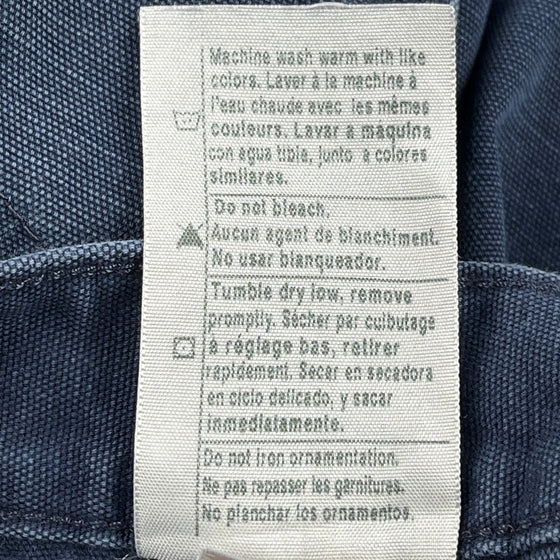 Machine wash warm with like
colors. Laver à la machine à
l'eau chaude avec les mêmes
couleurs. Lavar a máquina
con agua tibia, junto a colores
similares.
Do not bleach.
Aucun agent de blanchiment.
No usar blanqueador.
Tumble dry low, remove
promptly. Sécher par culbutage
à réglage bas, retirer
rapidement. Secar en secadora
en ciclo delicado, y sacar
inmediatamente.
Do not iron ornamentation.
Ne pas repasser les garnitures.
No planchar los ornamentos.